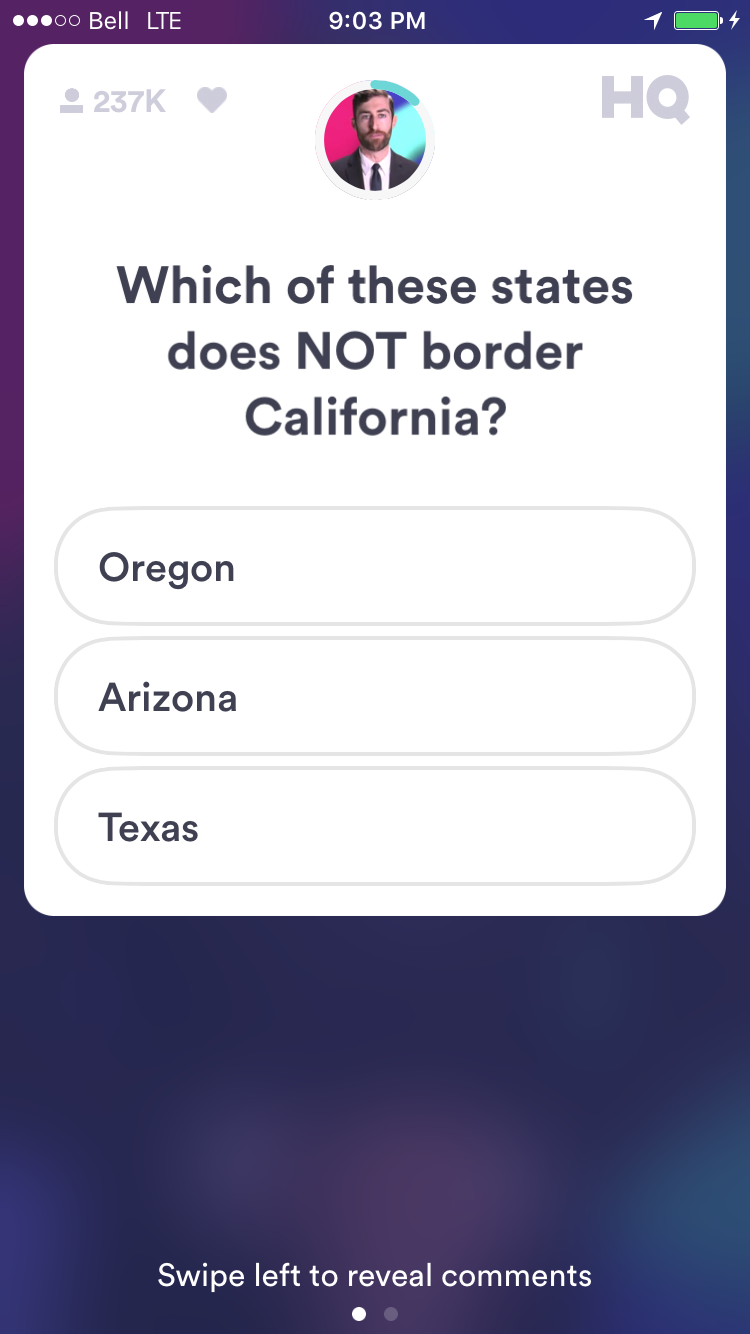 Bell LTE 9:03 PM
237K HQ
Which of these states
does NOT border
California?
Oregon
Arizona
Texas
Swipe left to reveal comments